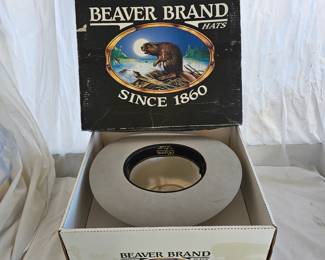 BEAVER BRAND
HATS
SINCE 1860
BEAVER BRAND